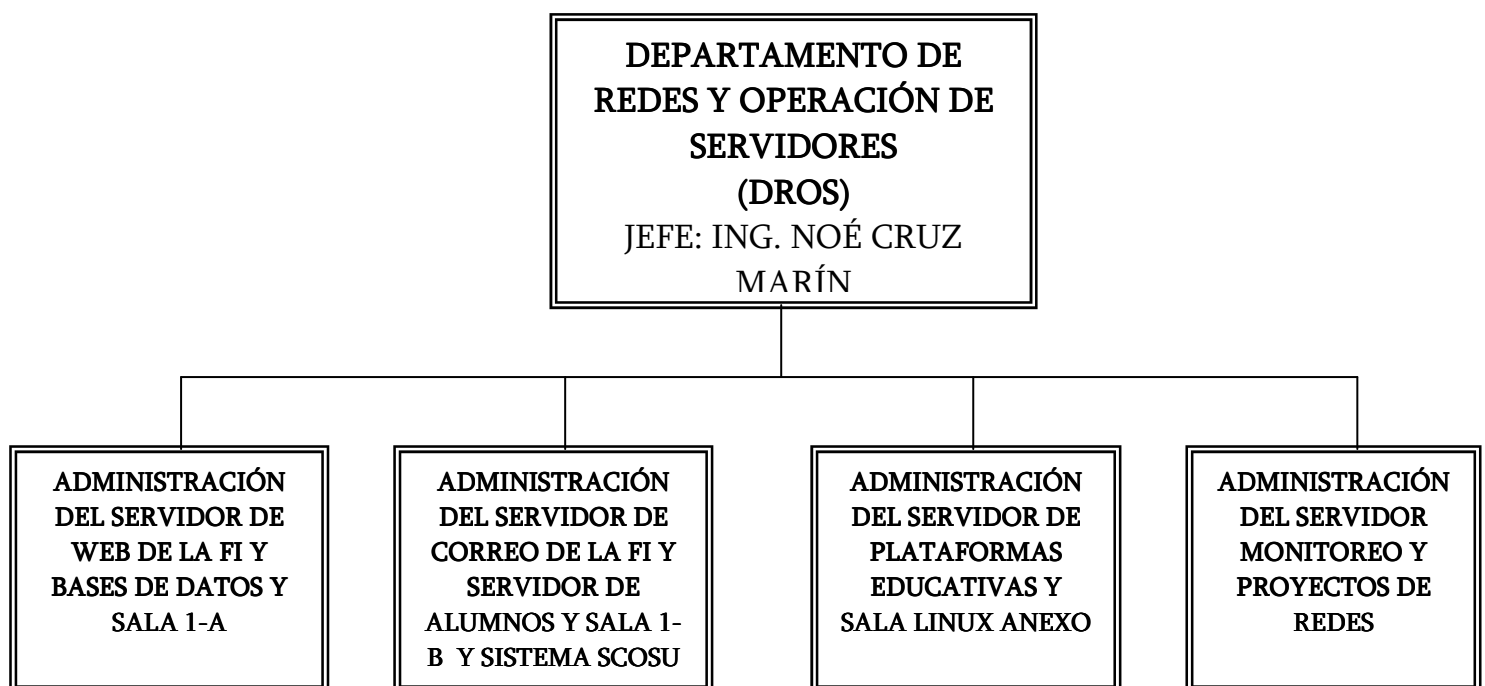 DEPARTAMENTO DE
REDES Y OPERACIÓN DE
SERVIDORES
(DROS)
JEFE: ING. NOÉ CRUZ
MARÍN
ADMINISTRACIÓN
DEL SERVIDOR DE
WEB DE LA FI Y
BASES DE DATOS Y
SALA 1-A
ADMINISTRACIÓN
DEL SERVIDOR DE
CORREO DE LA FI Y
SERVIDOR DE
ALUMNOS Y SALA 1-
B Y SISTEMA SCOSU
ADMINISTRACIÓN
DEL SERVIDOR DE
PLATAFORMAS
EDUCATIVAS Y
SALA LINUX ANEXO
ADMINISTRACIÓN
DEL SERVIDOR
MONITOREO Y
PROYECTOS DE
REDES